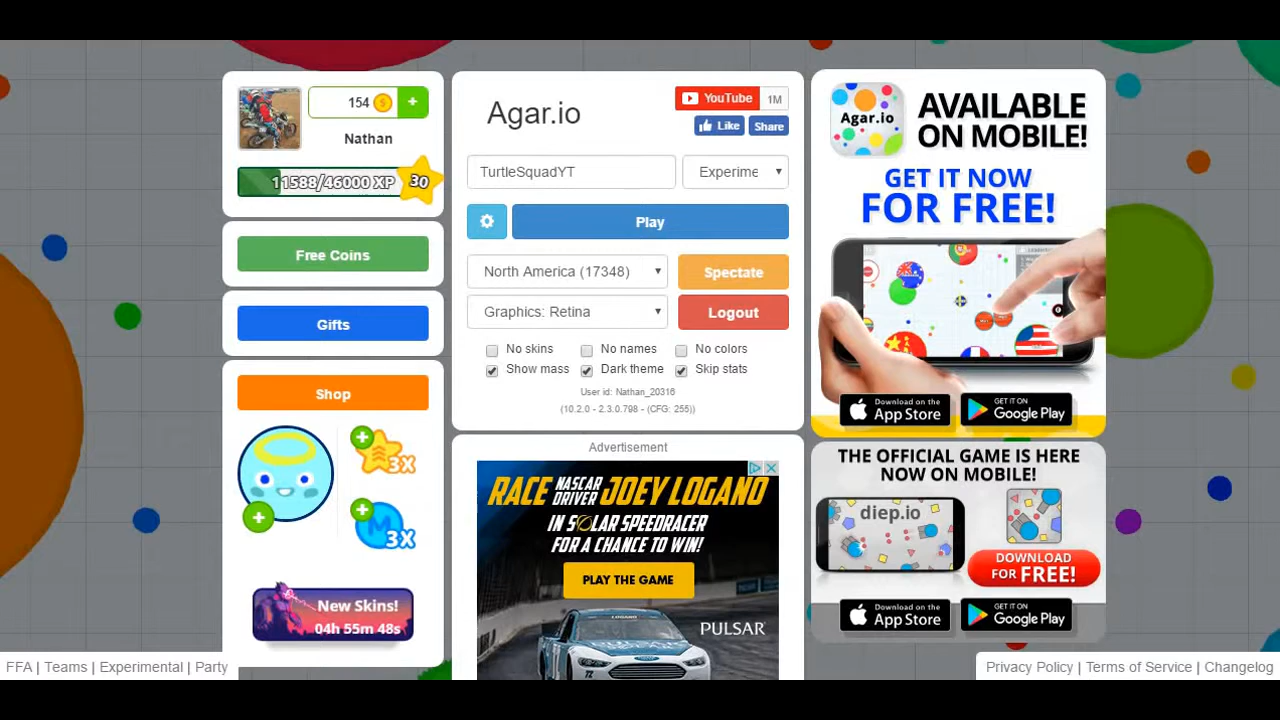 154
Nathan
11588/46000 XP
30
Free Coins
Gifts
Shop
3X
M
3X
New Skins!
04h 55m 48s
Agar.io
YouTube 1M
Like Share
TurtleSquadYT
Experime
Play
North America (17348)
Spectate
Graphics: Retina
Logout
No skins No names No colors
Show mass Dark theme Skip stats
User id: Nathan_20316
(10.2.0 - 2.3.0.798 - (CFG: 255))
Advertisement
RACE NASCAR DRIVER JOEY LOGANO
IN SOLAR SPEEDRACER
FOR A CHANCE TO WIN!
PLAY THE GAME
LOGANO
PULSAR
Agar.io
AVAILABLE
ON MOBILE!
GET IT NOW
FOR FREE!
Download on the App Store
GET IT ON Google Play
THE OFFICIAL GAME IS HERE
NOW ON MOBILE!
diep.io
DOWNLOAD
FOR FREE!
Download on the App Store
GET IT ON Google Play
FFA | Teams | Experimental | Party
Privacy Policy | Terms of Service | Changelog